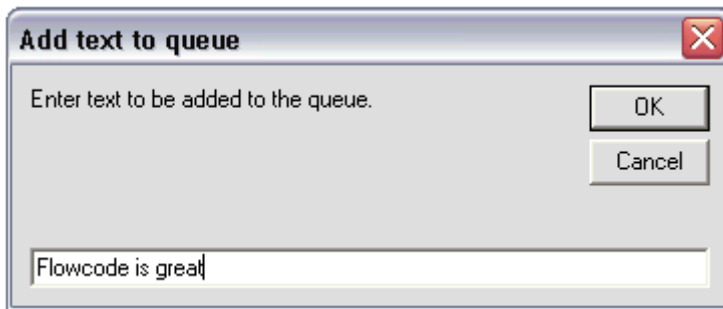 Add text to queue
Enter text to be added to the queue.
OK
Cancel
Flowcode is great